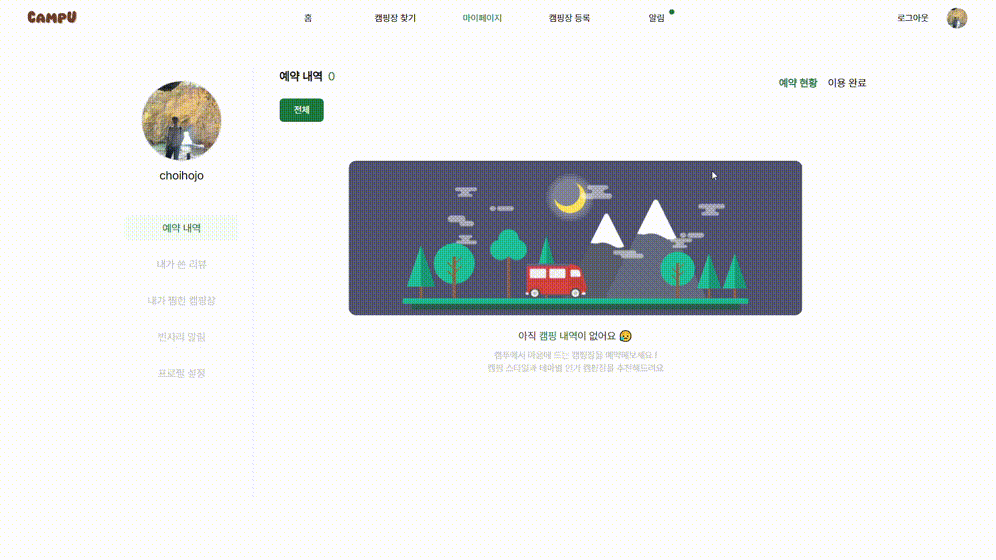 CAMPU
홈
캠핑장 찾기
마이페이지
캠핑장 등록
알림
로그아웃
choihojo
예약 내역
내가 쓴 리뷰
내가 찜한 캠핑장
빈자리 알림
프로필 설정
예약 내역 0
예약 현황
이용 완료
전체
아직 캠핑 내역이 없어요 😥
캠푸에서 마음에 드는 캠핑장을 예약해보세요!
캠핑 스타일과 테마별 인기 캠핑장을 추천해드려요